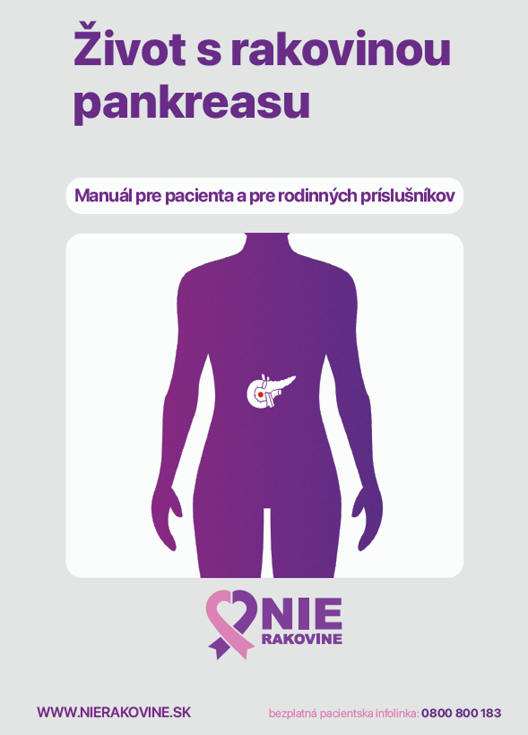 Život s rakovinou
pankreasu
Manuál pre pacienta a pre rodinných príslušníkov
NIE
RAKOVINE
WWW.NIERAKOVINE.SK
bezplatná pacientska infolinka: 0800 800 183